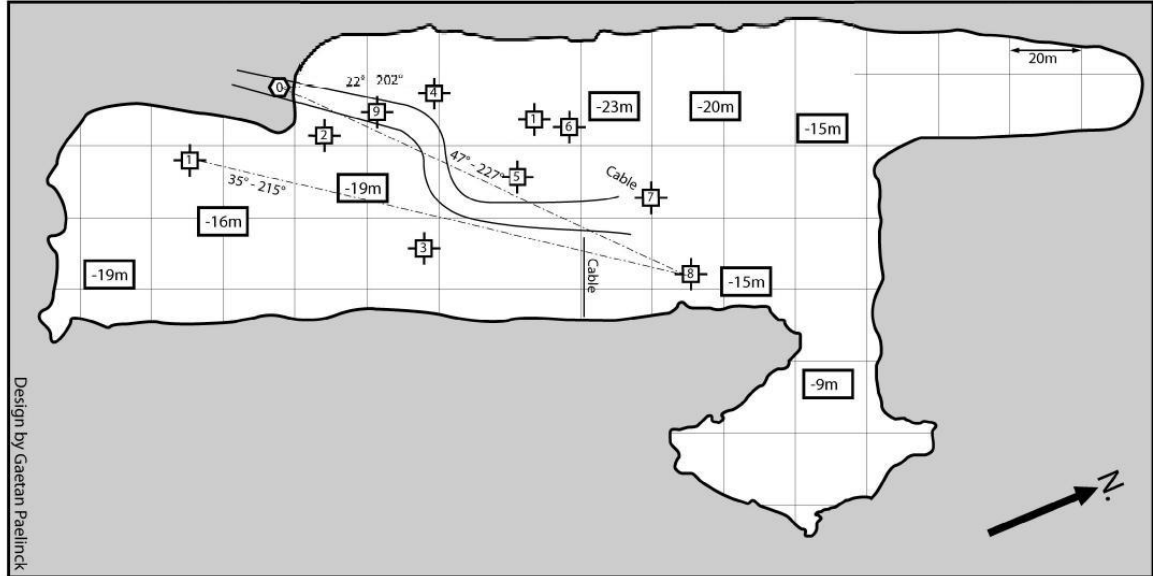 20m
0
22° 202°
4
9
-23m
-20m
1
6
-15m
2
47° - 227°
1
5
Cable
35° - 215°
-19m
7
-16m
3
-19m
Cable
8
-15m
-9m
N.
Design by Gaetan Paelinck